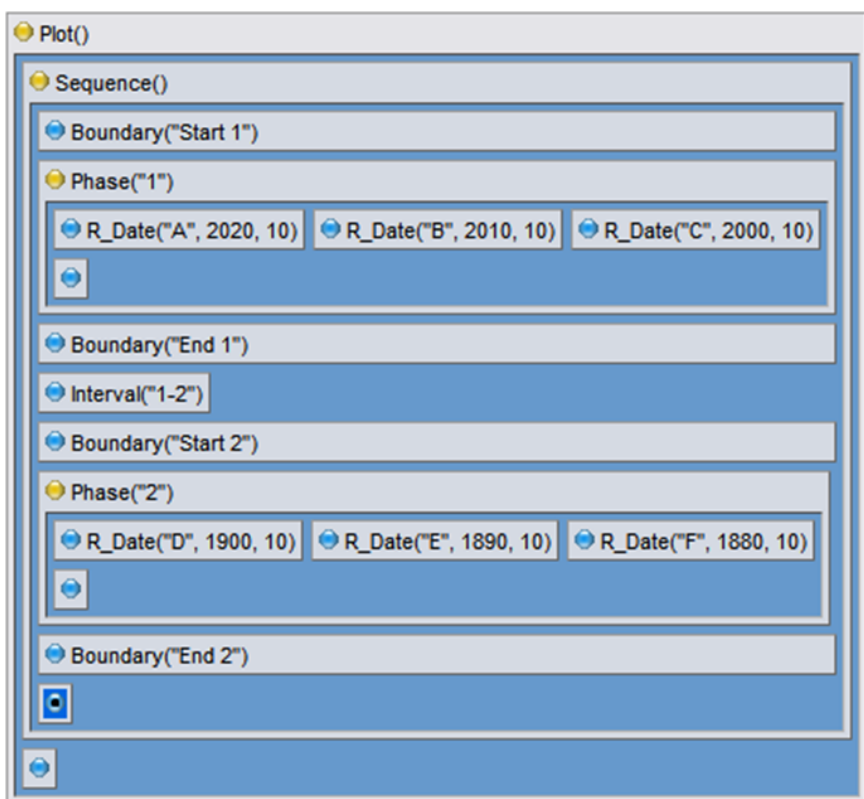 Plot()
Sequence()
Boundary("Start 1")
Phase("1")
R_Date("A", 2020, 10) R_Date("B", 2010, 10) R_Date("C", 2000, 10)
Boundary("End 1")
Interval("1-2")
Boundary("Start 2")
Phase("2")
R_Date("D", 1900, 10) R_Date("E", 1890, 10) R_Date("F", 1880, 10)
Boundary("End 2")